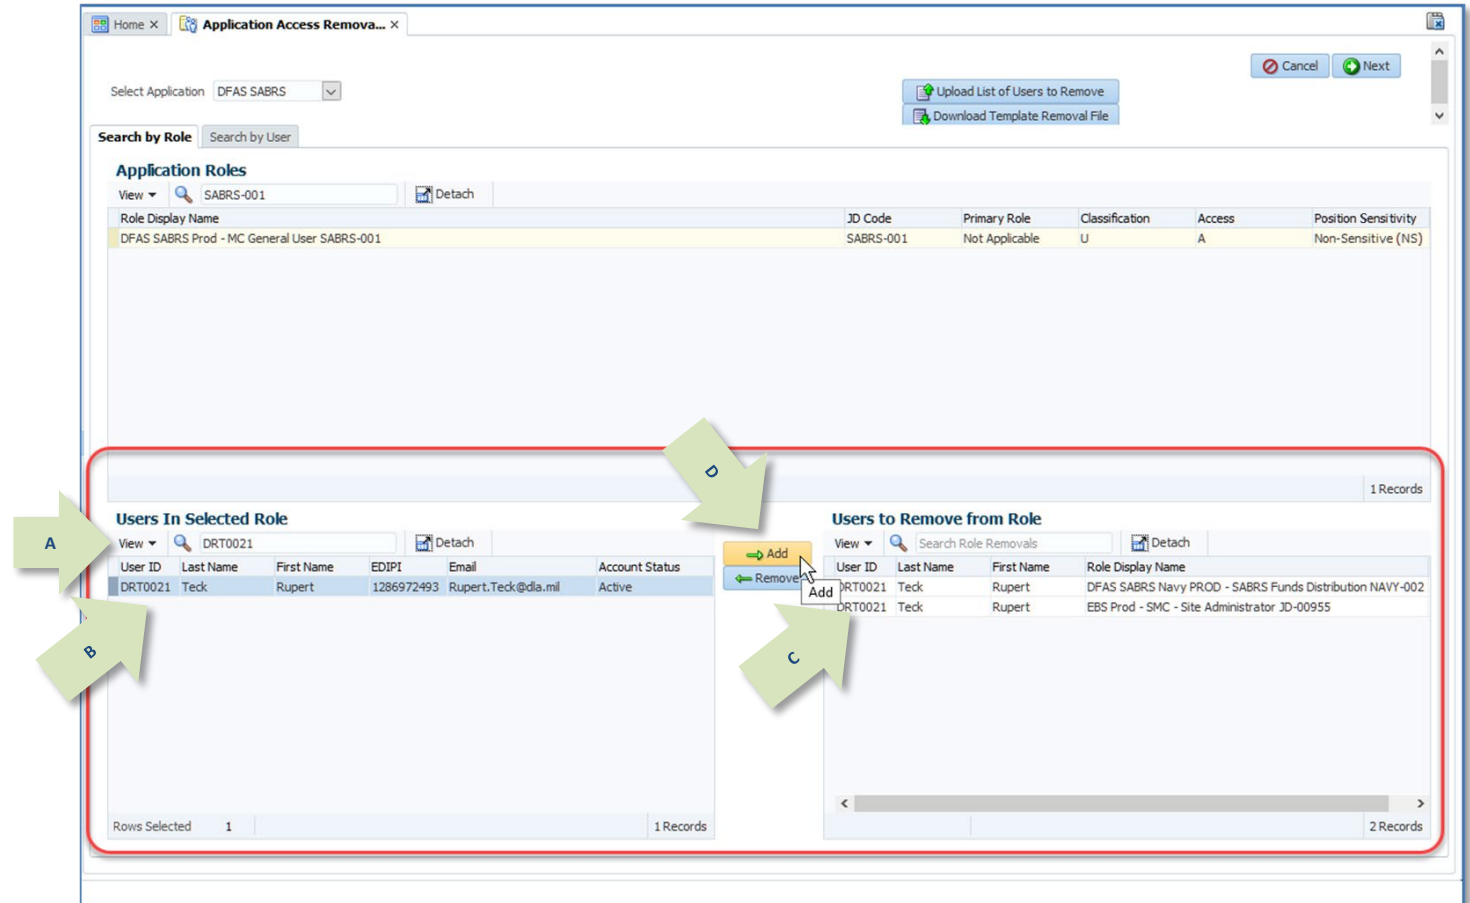 Home × Application Access Remova... ×
Cancel Next
Select Application DFAS SABRS
Upload List of Users to Remove
Download Template Removal File
Search by Role Search by User
Application Roles
View SABRS-001 Detach
Role Display Name JD Code Primary Role Classification Access Position Sensitivity
DFAS SABRS Prod - MC General User SABRS-001 SABRS-001 Not Applicable U A Non-Sensitive (NS)
1 Records
D
Users In Selected Role
A
View DRT0021 Detach
User ID Last Name First Name EDIPI Email Account Status
DRT0021 Teck Rupert 1286972493 Rupert.Teck@dla.mil Active
B
Rows Selected 1 1 Records
Add
Remove
Add
Users to Remove from Role
View Search Role Removals Detach
User ID Last Name First Name Role Display Name
DRT0021 Teck Rupert DFAS SABRS Navy PROD - SABRS Funds Distribution NAVY-002
DRT0021 Teck Rupert EBS Prod - SMC - Site Administrator JD-00955
C
2 Records